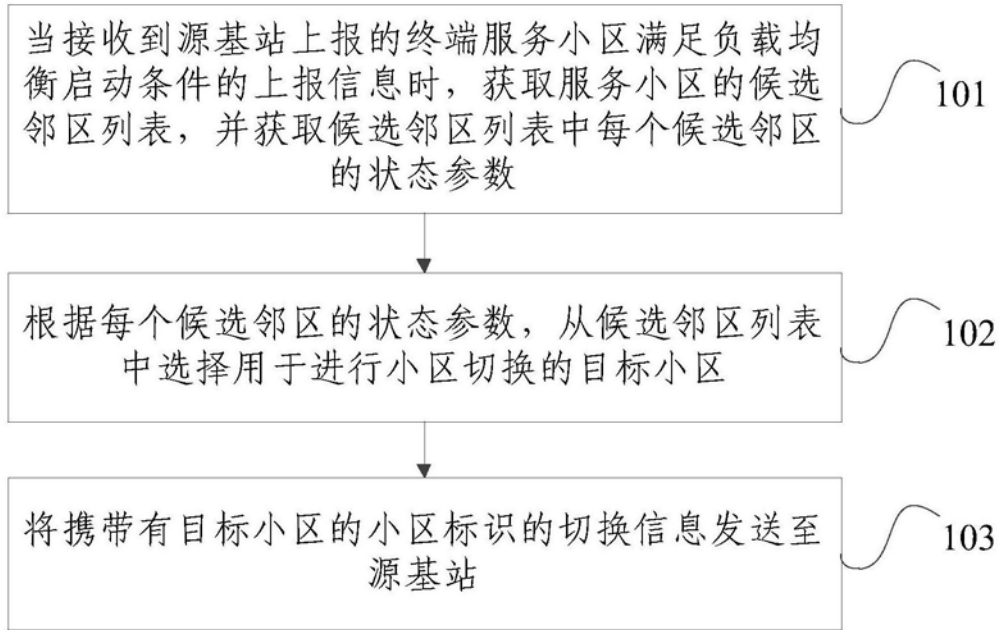 当接收到源基站上报的终端服务小区满足负载均
衡启动条件的上报信息时，获取服务小区的候选
邻区列表，并获取候选邻区列表中每个候选邻区
的状态参数
101
根据每个候选邻区的状态参数，从候选邻区列表
中选择用于进行小区切换的目标小区
102
将携带有目标小区的小区标识的切换信息发送至
源基站
103